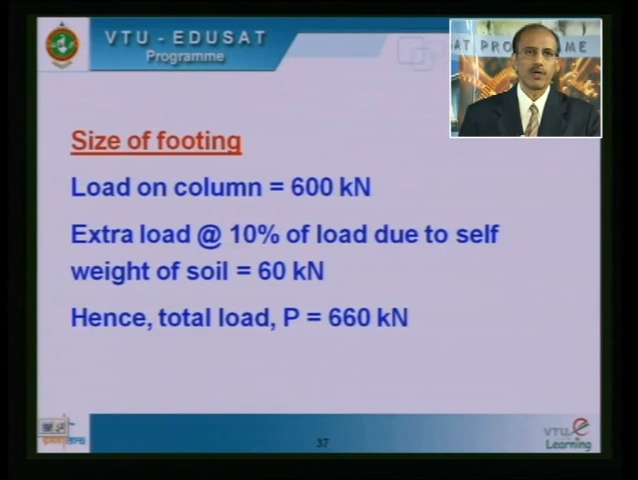 VTU - EDUSAT
Programme
SAT PROGRAMME
Size of footing
Load on column = 600 kN
Extra load @ 10% of load due to self
weight of soil = 60 kN
Hence, total load, P = 660 kN
37
VTU e
Learning